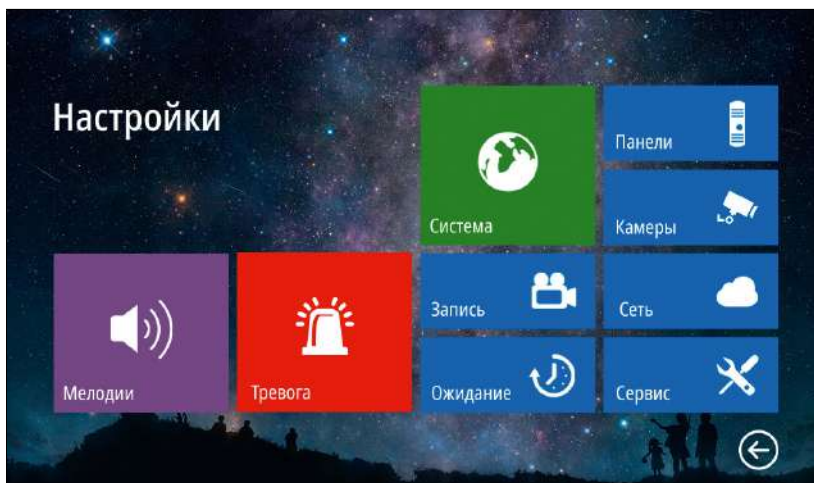 Настройки
Панели
Система
Камеры
Запись
Сеть
Мелодии
Тревога
Ожидание
Сервис